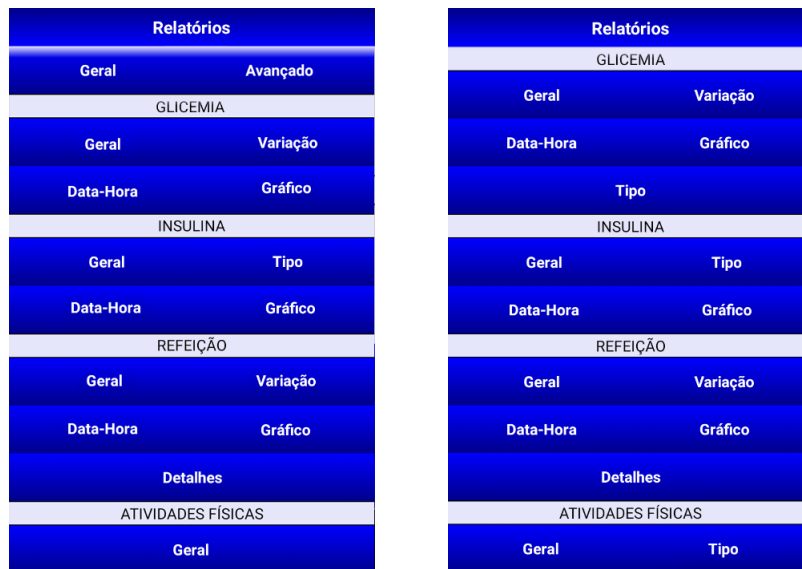 Relatórios
Geral Avançado
GLICEMIA
Geral Variação
Data-Hora Gráfico
INSULINA
Geral Tipo
Data-Hora Gráfico
REFEIÇÃO
Geral Variação
Data-Hora Gráfico
Detalhes
ATIVIDADES FÍSICAS
Geral
Relatórios
GLICEMIA
Geral Variação
Data-Hora Gráfico
Tipo
INSULINA
Geral Tipo
Data-Hora Gráfico
REFEIÇÃO
Geral Variação
Data-Hora Gráfico
Detalhes
ATIVIDADES FÍSICAS
Geral Tipo